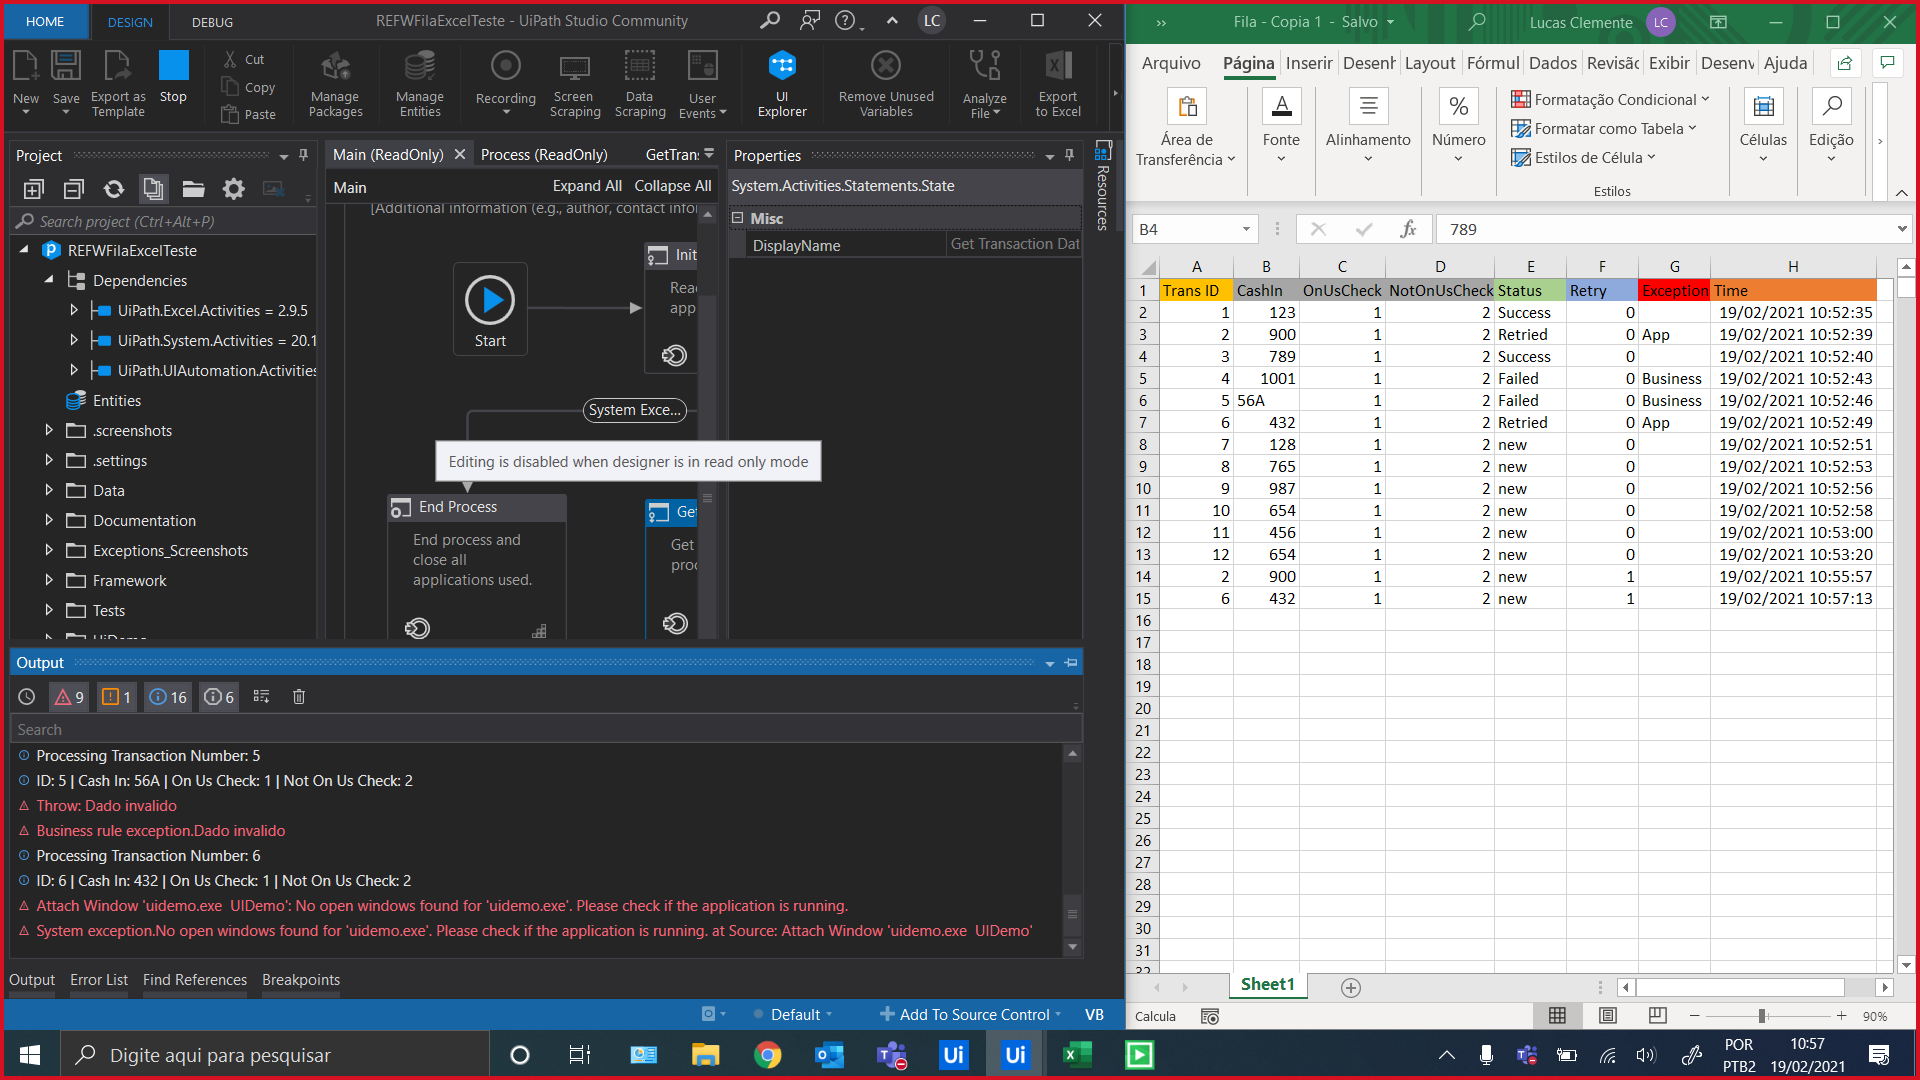 HOME DESIGN DEBUG REFWFilaExcelTeste - UiPath Studio Community LC
New Save Export as Template Stop Cut Copy Paste Manage Packages Manage Entities Recording Screen Scraping Data Scraping User Events UI Explorer Remove Unused Variables Analyze File Export to Excel
Project
Search project (Ctrl+Alt+P)
REFWFilaExcelTeste
Dependencies
UiPath.Excel.Activities = 2.9.5
UiPath.System.Activities = 20.1
UiPath.UIAutomation.Activities
Entities
.screenshots
.settings
Data
Documentation
Exceptions_Screenshots
Framework
Tests
Main (ReadOnly) Process (ReadOnly) GetTrans
Main Expand All Collapse All
[Additional information (e.g., author, contact infor
Start
Init
Read
app
System Exce...
Editing is disabled when designer is in read only mode
End Process
End process and
close all
applications used.
Get
Get
proc
Properties
System.Activities.Statements.State
Misc
DisplayName Get Transaction Dat
Resources
Output
9 1 16 6
Search
Processing Transaction Number: 5
ID: 5 | Cash In: 56A | On Us Check: 1 | Not On Us Check: 2
Throw: Dado invalido
Business rule exception.Dado invalido
Processing Transaction Number: 6
ID: 6 | Cash In: 432 | On Us Check: 1 | Not On Us Check: 2
Attach Window 'uidemo.exe  UIDemo': No open windows found for 'uidemo.exe'. Please check if the application is running.
System exception.No open windows found for 'uidemo.exe'. Please check if the application is running. at Source: Attach Window 'uidemo.exe  UIDemo'
Output Error List Find References Breakpoints
Default Add To Source Control VB
Fila - Copia 1 - Salvo Lucas Clemente LC
Arquivo Página Inserir Desenh Layout Fórmul Dados Revisão Exibir Desenv Ajuda
Área de Transferência Fonte Alinhamento Número
Formatação Condicional
Formatar como Tabela
Estilos de Célula
Estilos
Células Edição
B4 fx 789
A B C D E F G H
1 Trans ID CashIn OnUsCheck NotOnUsCheck Status Retry Exception Time
2 1 123 1 2 Success 0 19/02/2021 10:52:35
3 2 900 1 2 Retried 0 App 19/02/2021 10:52:39
4 3 789 1 2 Success 0 19/02/2021 10:52:40
5 4 1001 1 2 Failed 0 Business 19/02/2021 10:52:43
6 5 56A 1 2 Failed 0 Business 19/02/2021 10:52:46
7 6 432 1 2 Retried 0 App 19/02/2021 10:52:49
8 7 128 1 2 new 0 19/02/2021 10:52:51
9 8 765 1 2 new 0 19/02/2021 10:52:53
10 9 987 1 2 new 0 19/02/2021 10:52:56
11 10 654 1 2 new 0 19/02/2021 10:52:58
12 11 456 1 2 new 0 19/02/2021 10:53:00
13 12 654 1 2 new 0 19/02/2021 10:53:20
14 2 900 1 2 new 1 19/02/2021 10:55:57
15 6 432 1 2 new 1 19/02/2021 10:57:13
16
17
18
19
20
21
22
23
24
25
26
27
28
29
30
31
32
Sheet1
Calcula 90%
Digite aqui para pesquisar
Ui Ui
POR
PTB2
10:57
19/02/2021